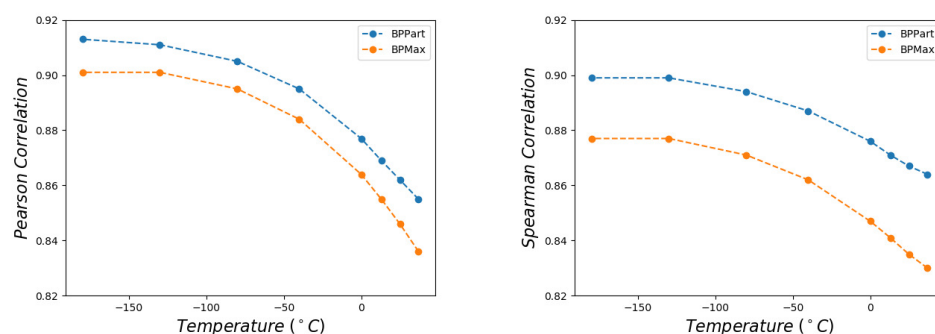 0.92
0.90
0.88
0.86
0.84
0.82
Pearson Correlation
BPPart
BPMax
−150
−100
−50
0
Temperature (°C)
0.92
0.90
0.88
0.86
0.84
0.82
Spearman Correlation
BPPart
BPMax
−150
−100
−50
0
Temperature (°C)